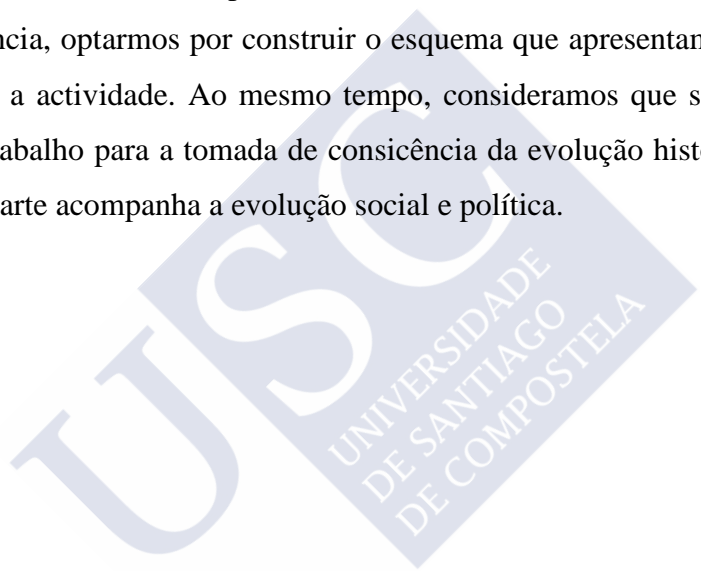 ncia, optarmos por construir o esquema que apresentan
a actividade. Ao mesmo tempo, consideramos que s
abalho para a tomada de consicência da evolução hist
arte acompanha a evolução social e política.
USC
UNIVERSIDADE
DE SANTIAGO
DE COMPOSTELA